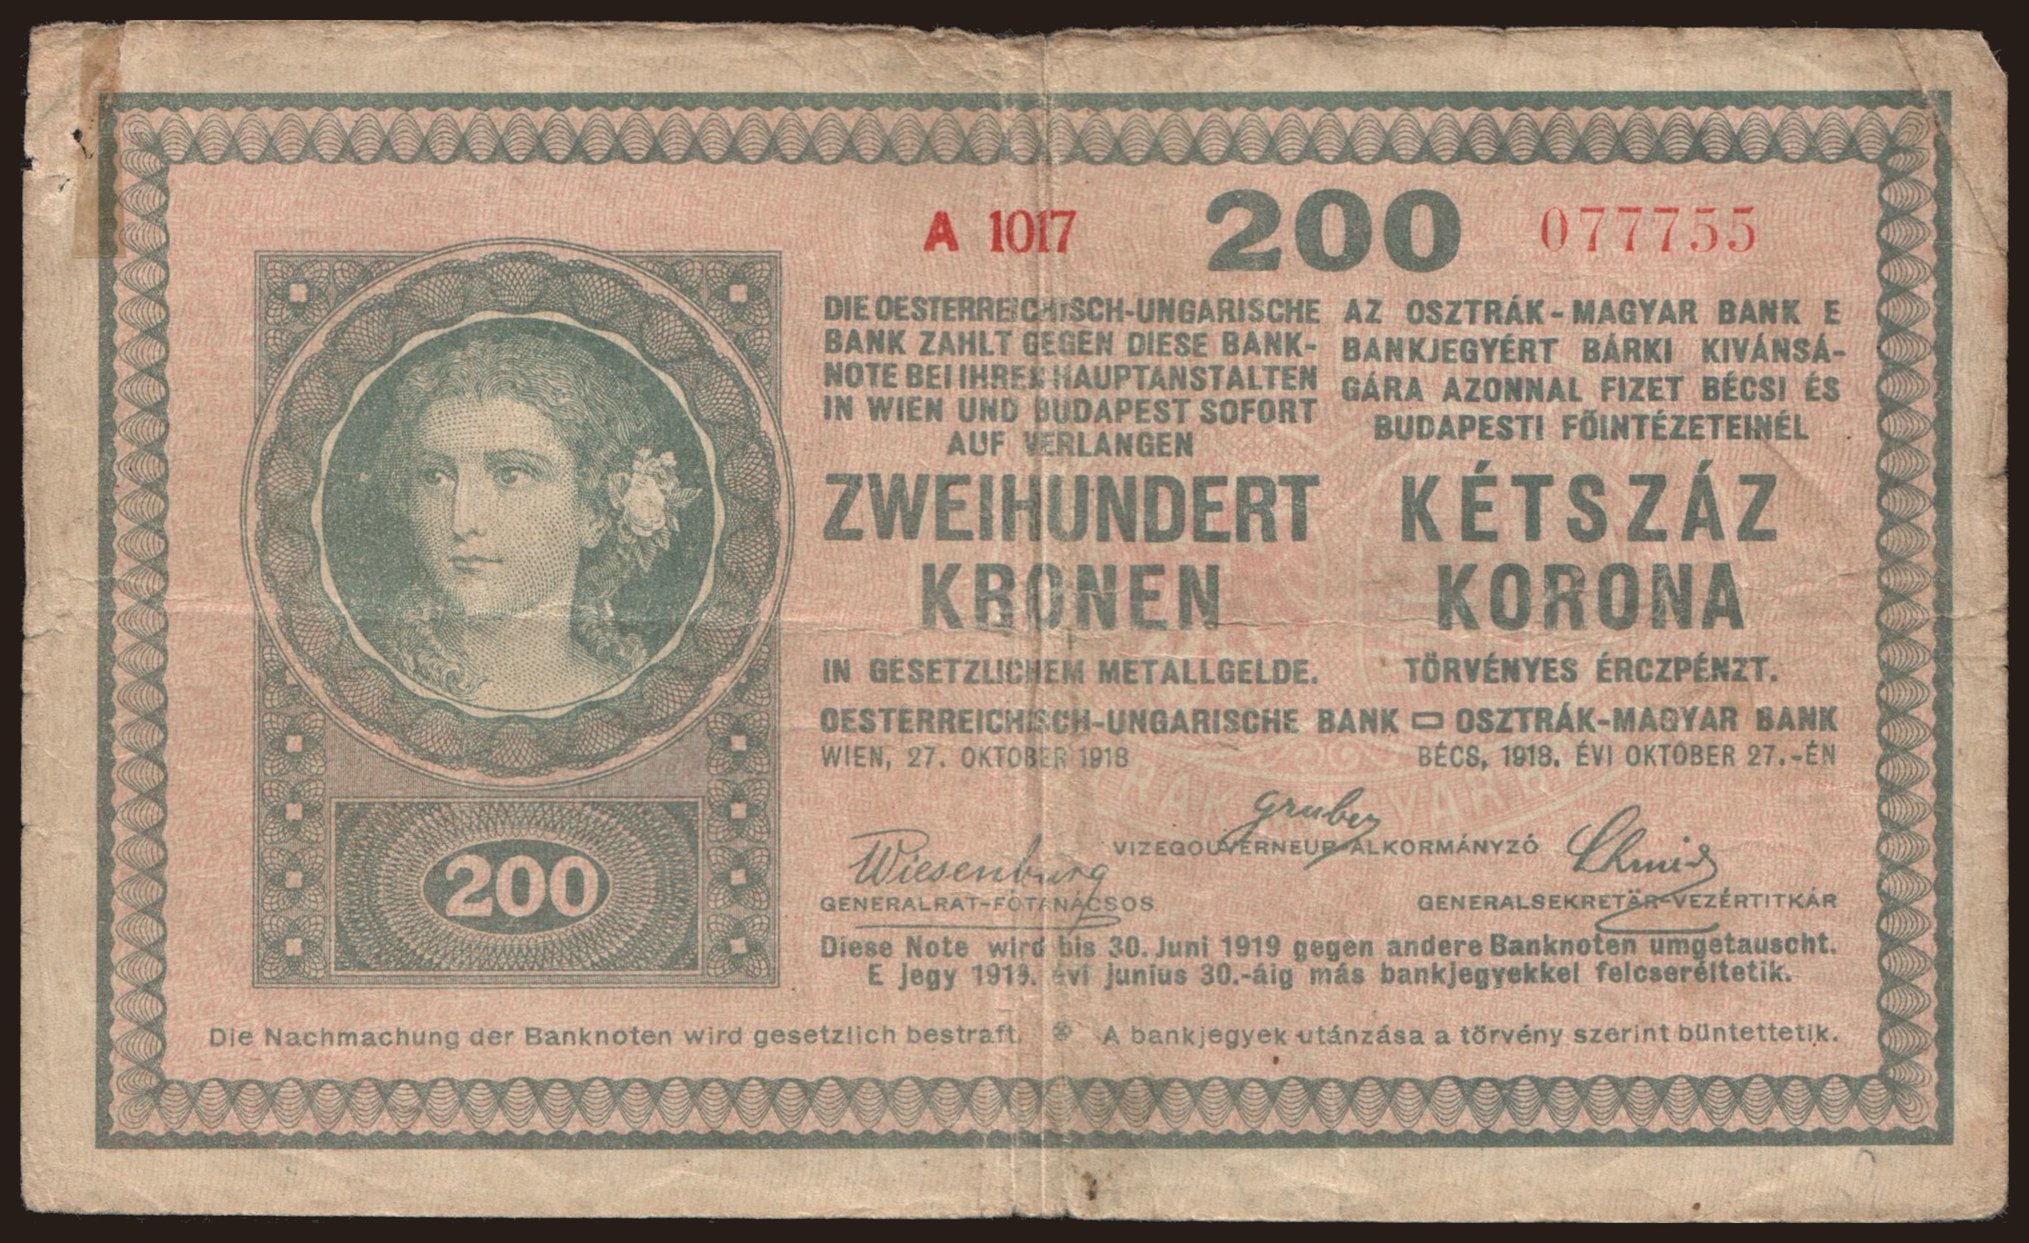 A 1017 200 077755
DIE OESTERREICHISCH-UNGARISCHE
BANK ZAHLT GEGEN DIESE BANK-
NOTE BEI IHREN HAUPTANSTALTEN
IN WIEN UND BUDAPEST SOFORT
AUF VERLANGEN
ZWEIHUNDERT
KRONEN
IN GESETZLICHEM METALLGELDE.
AZ OSZTRÁK-MAGYAR BANK E
BANKJEGYÉRT BÁRKI KIVÁNSÁ-
GÁRA AZONNAL FIZET BÉCSI ÉS
BUDAPESTI FŐINTÉZETEINÉL
KÉTSZÁZ
KORONA
TÖRVÉNYES ÉRCZPÉNZT.
OESTERREICHISCH-UNGARISCHE BANK OSZTRÁK-MAGYAR BANK
WIEN, 27. OKTOBER 1918 BÉCS, 1918. ÉVI OKTÓBER 27.-ÉN
Gruber
VIZEGOUVERNEUR-ALKORMÁNYZÓ
Wiesenburg
GENERALRAT-FŐTANÁCSOS
Schmid
GENERALSEKRETÄR-VEZÉRTITKÁR
Diese Note wird bis 30. Juni 1919 gegen andere Banknoten umgetauscht.
E jegy 1919. évi junius 30.-áig más bankjegyekkel felcseréltetik.
200
Die Nachmachung der Banknoten wird gesetzlich bestraft. A bankjegyek utánzása a törvény szerint büntettetik.